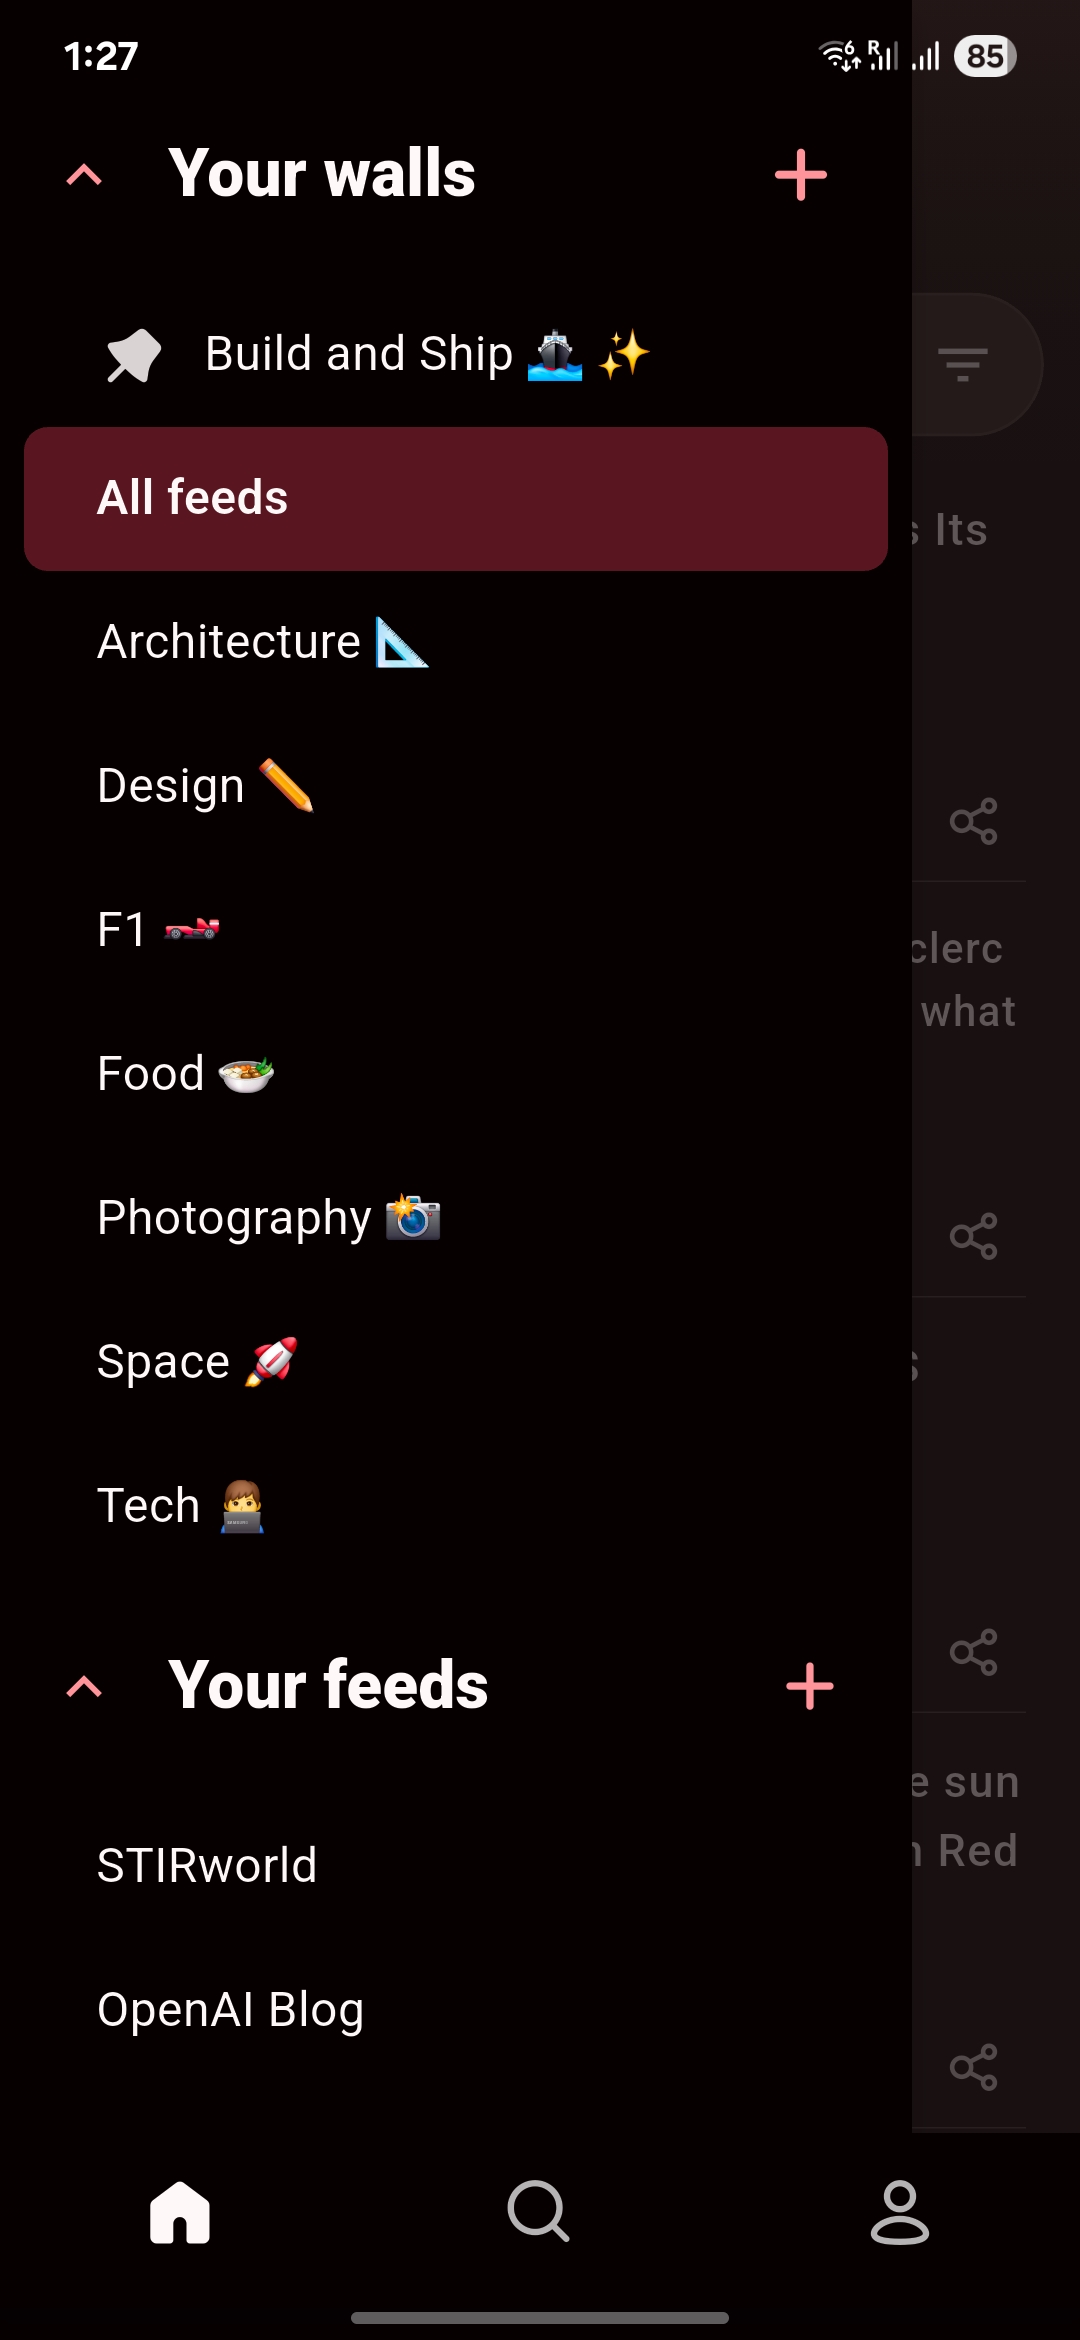 1:27
6 R 85
Your walls
Build and Ship 🚢 ✨
All feeds
s Its
Architecture 📐
Design ✏️
F1 🏎️
clerc
what
Food 🍲
Photography 📸
Space 🚀
s
Tech 👨‍💻
Your feeds
e sun
n Red
STIRworld
OpenAI Blog